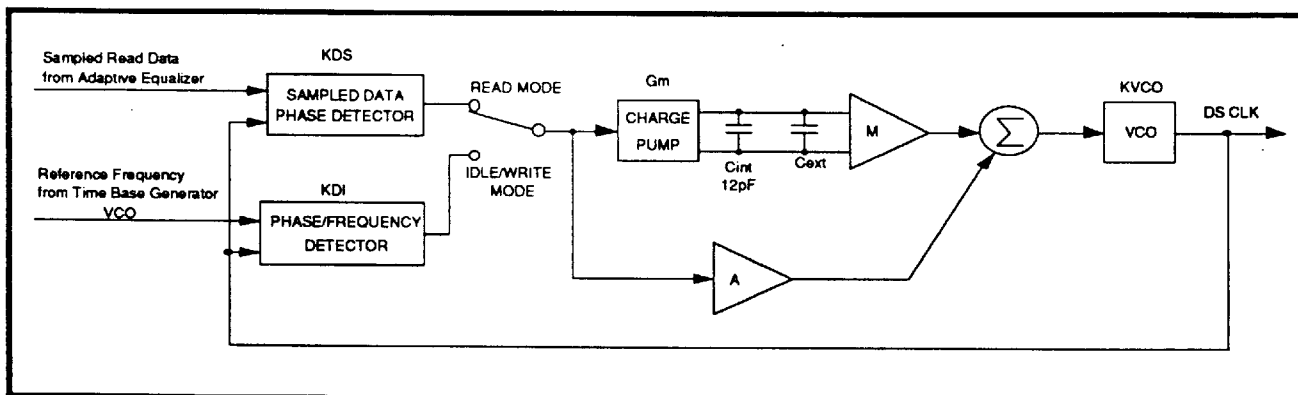 Sampled Read Data
from Adaptive Equalizer
KDS
SAMPLED DATA
PHASE DETECTOR
READ MODE
IDLE/WRITE
MODE
Reference Frequency
from Time Base Generator
VCO
KDI
PHASE/FREQUENCY
DETECTOR
Gm
CHARGE
PUMP
Cint
12pF
Cext
M
A
Σ
KVCO
VCO
DS CLK